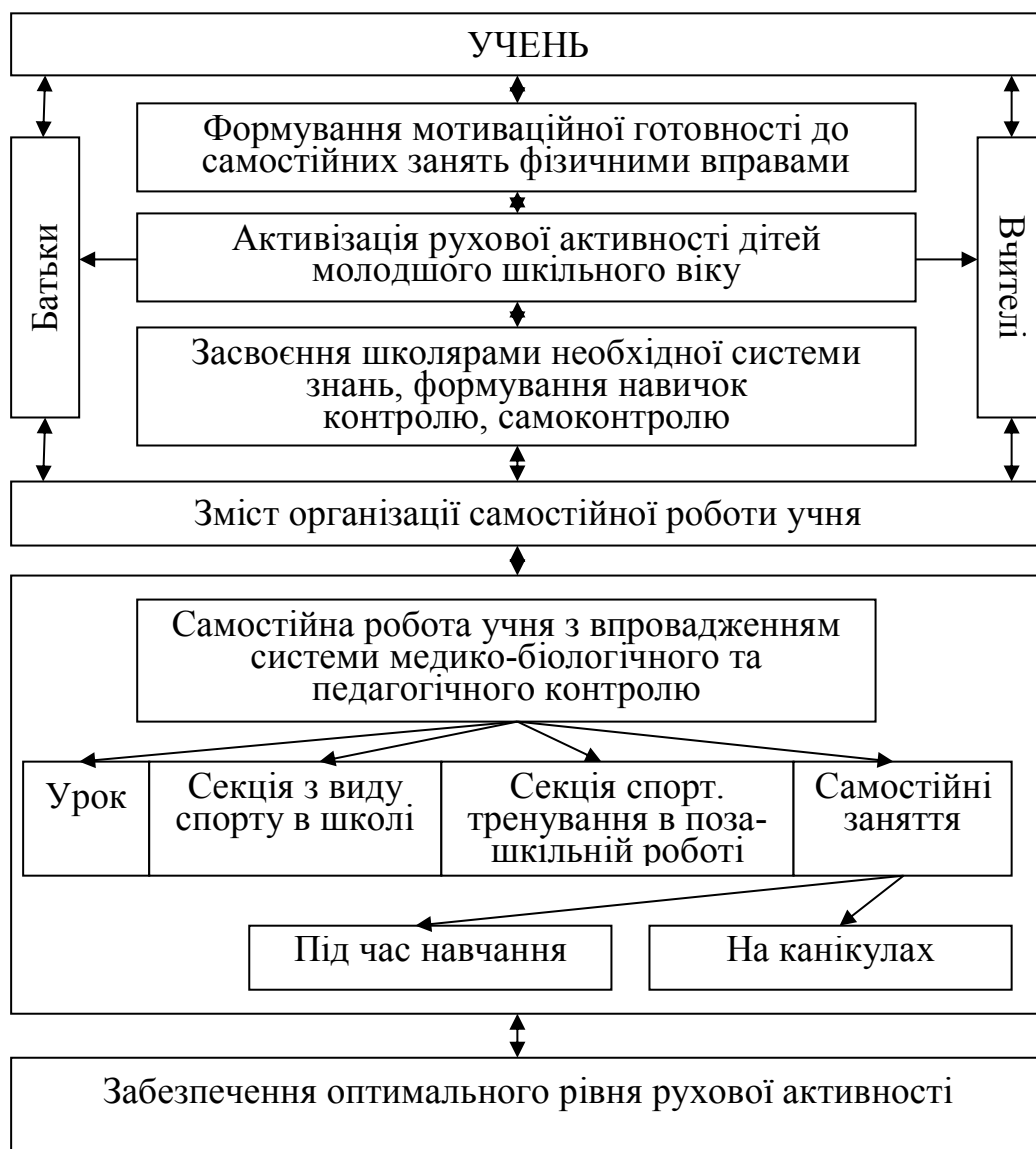 УЧЕНЬ
Формування мотиваційної готовності до
самостійних занять фізичними вправами
Батьки
Активізація рухової активності дітей
молодшого шкільного віку
Вчителі
Засвоєння школярами необхідної системи
знань, формування навичок
контролю, самоконтролю
Зміст організації самостійної роботи учня
Самостійна робота учня з впровадженням
системи медико-біологічного та
педагогічного контролю
Урок
Секція з виду
спорту в школі
Секція спорт.
тренування в поза-
шкільній роботі
Самостійні
заняття
Під час навчання
На канікулах
Забезпечення оптимального рівня рухової активності